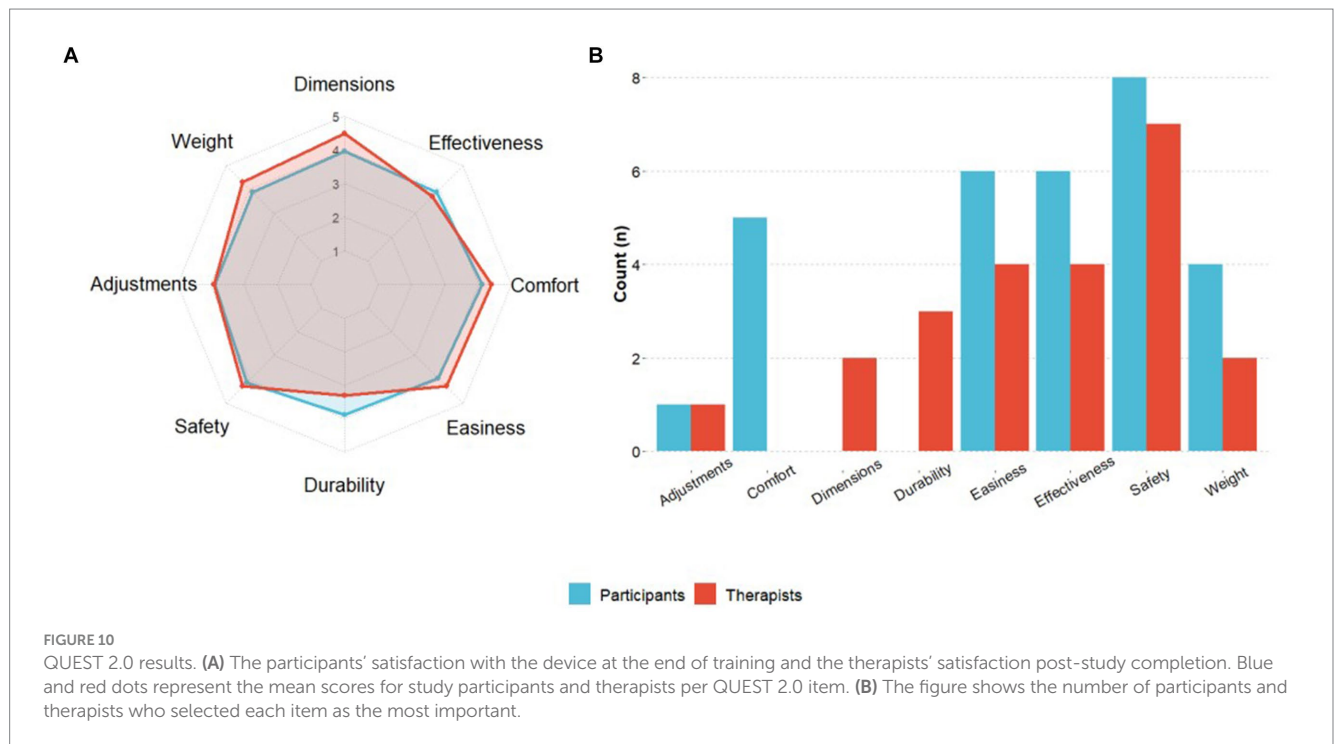 A
Dimensions
Weight
Effectiveness
Adjustments
Comfort
Safety
Easiness
Durability
5
4
3
2
1
B
Count (n)
8
6
4
2
0
Adjustments
Comfort
Dimensions
Durability
Easiness
Effectiveness
Safety
Weight
Participants Therapists
FIGURE 10
QUEST 2.0 results. (A) The participants’ satisfaction with the device at the end of training and the therapists’ satisfaction post-study completion. Blue
and red dots represent the mean scores for study participants and therapists per QUEST 2.0 item. (B) The figure shows the number of participants and
therapists who selected each item as the most important.